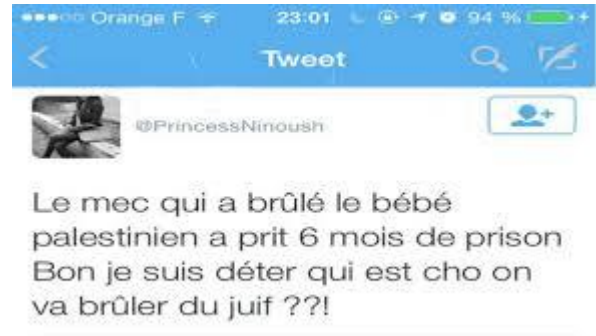 Orange F 23:01 94 %
Tweet
@PrincessNinoush
Le mec qui a brûlé le bébé
palestinien a prit 6 mois de prison
Bon je suis déter qui est cho on
va brûler du juif ??!